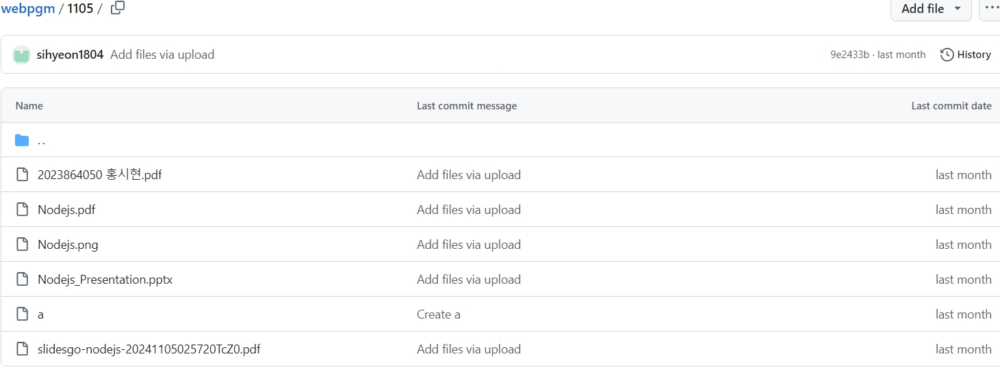 webpgm / 1105 /
Add file
sihyeon1804 Add files via upload 9e2433b · last month History
Name Last commit message Last commit date
..
2023864050 홍시현.pdf Add files via upload last month
Nodejs.pdf Add files via upload last month
Nodejs.png Add files via upload last month
Nodejs_Presentation.pptx Add files via upload last month
a Create a last month
slidesgo-nodejs-20241105025720TcZ0.pdf Add files via upload last month